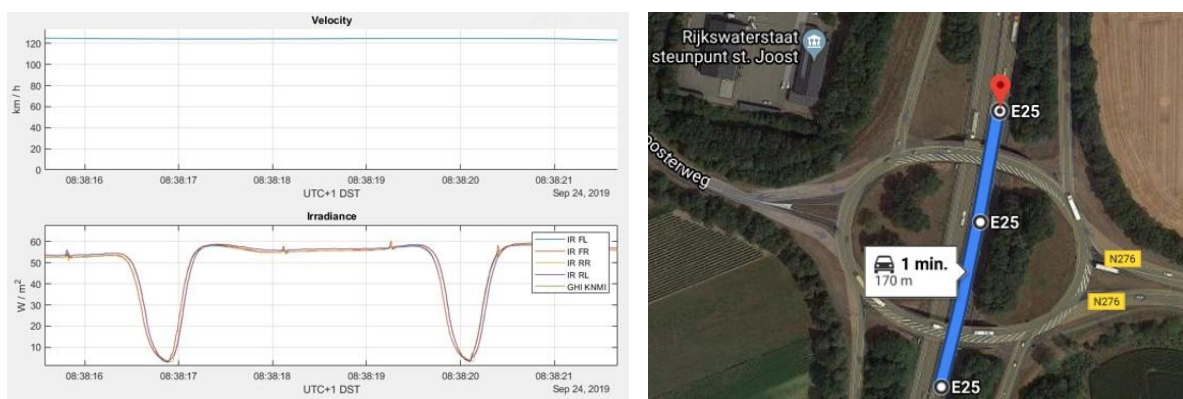 Velocity
km / h
120
100
80
60
40
20
0
08:38:16 08:38:17 08:38:18 08:38:19 08:38:20 08:38:21
UTC+1 DST
Sep 24, 2019
Irradiance
W / m²
60
50
40
30
20
10
IR FL
IR FR
IR RR
IR RL
GHI KNMI
08:38:16 08:38:17 08:38:18 08:38:19 08:38:20 08:38:21
UTC+1 DST
Sep 24, 2019
Rijkswaterstaat
steunpunt st. Joost
E25
oosterweg
E25
1 min.
170 m
N276
N276
E25